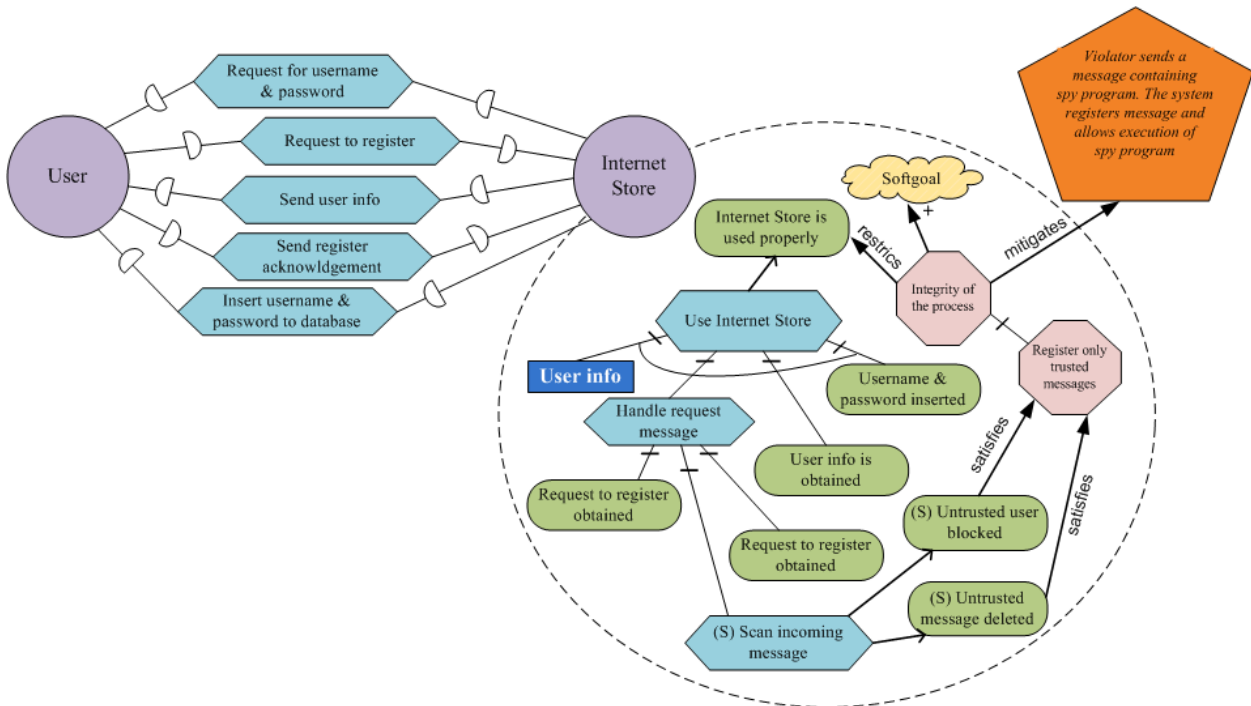 Request for username
& password
Request to register
Send user info
Send register
acknowldgement
Insert username &
password to database
User
Internet
Store
Violator sends a
message containing
spy program. The system
registers message and
allows execution of
spy program
Softgoal
+
Internet Store is
used properly
restrics
mitigates
Integrity of
the process
Use Internet Store
Register only
trusted
messages
User info
Username &
password inserted
Handle request
message
User info is
obtained
satisfies
satisfies
Request to register
obtained
(S) Untrusted user
blocked
Request to register
obtained
(S) Untrusted
message deleted
(S) Scan incoming
message